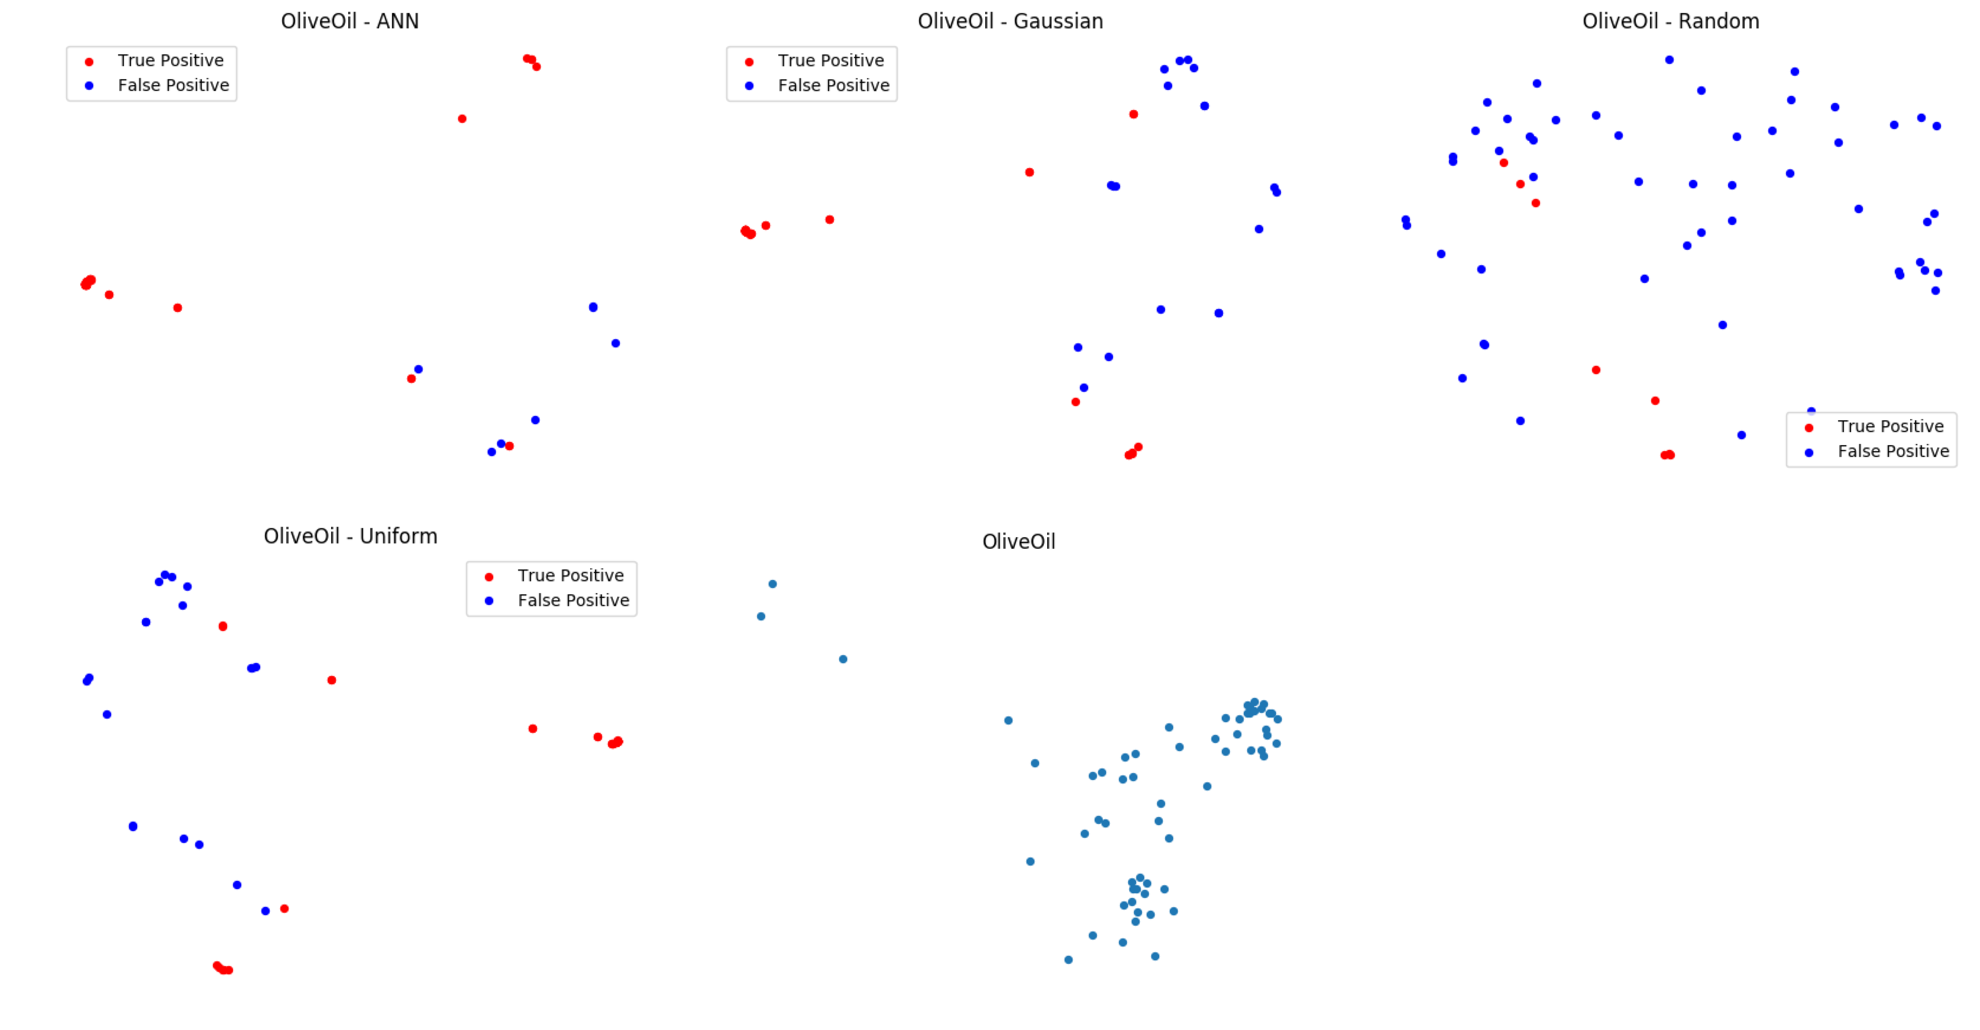 OliveOil - ANN
True Positive
False Positive
OliveOil - Gaussian
True Positive
False Positive
OliveOil - Random
True Positive
False Positive
OliveOil - Uniform
True Positive
False Positive
OliveOil